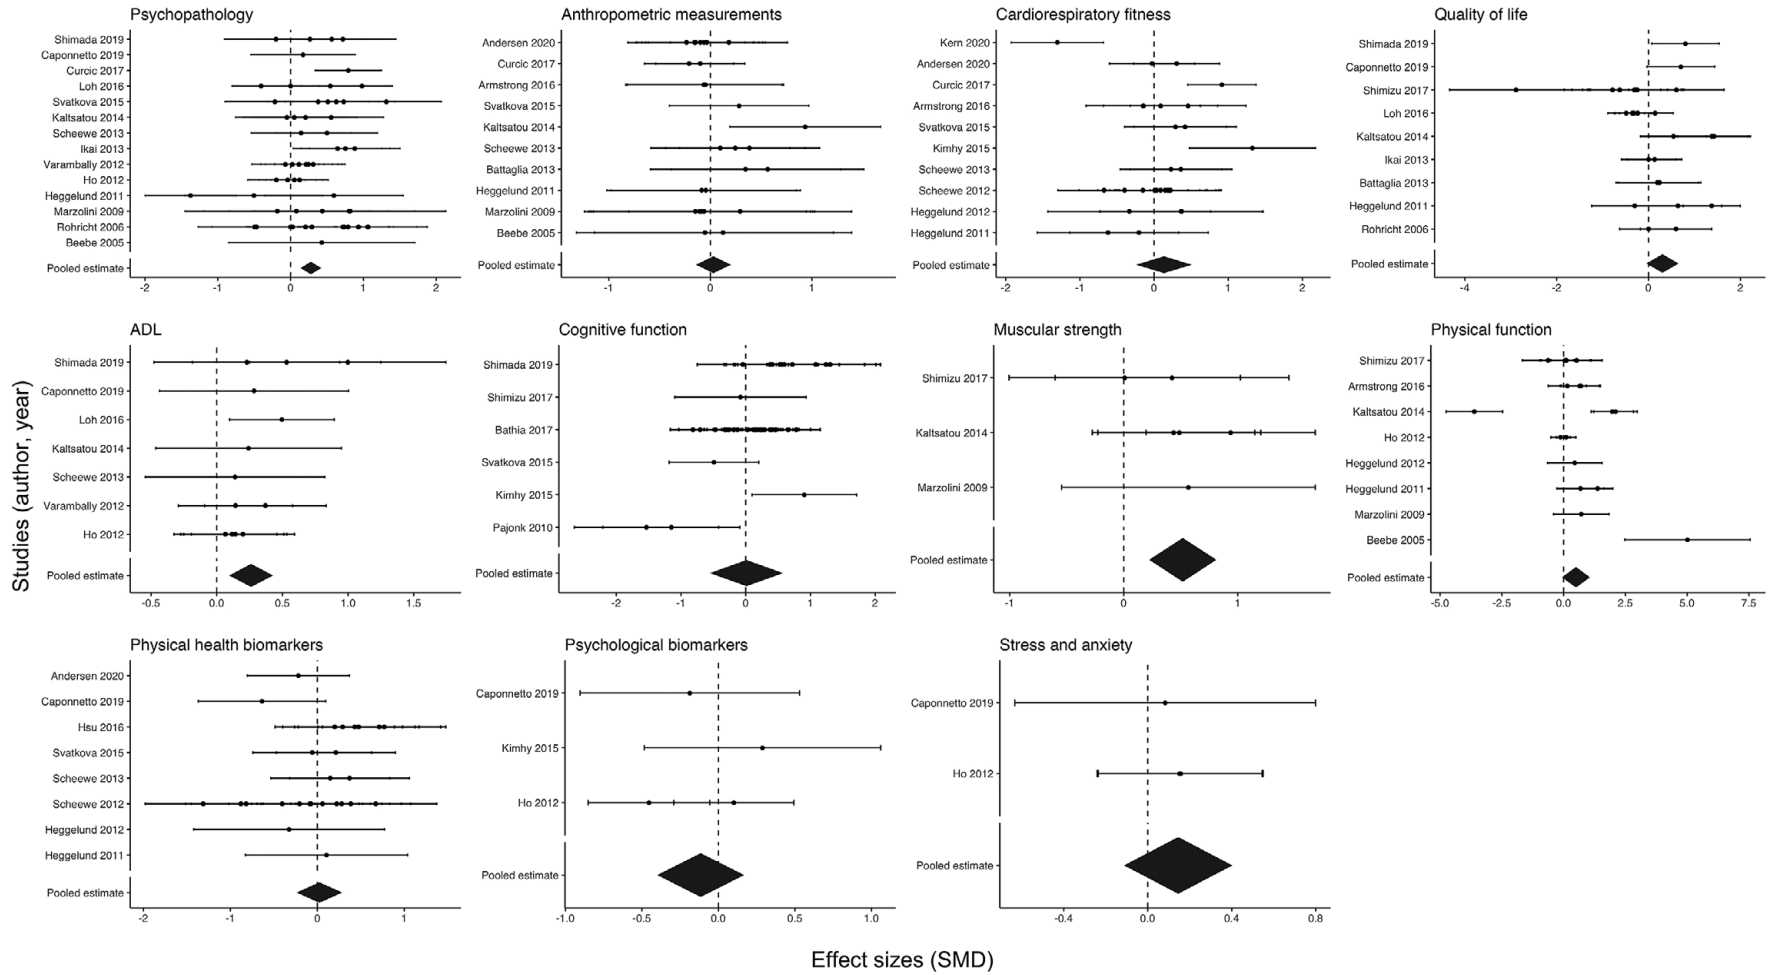 Psychopathology
Shimada 2019
Caponnetto 2019
Curcic 2017
Loh 2016
Svatkova 2015
Kaltsatou 2014
Scheewe 2013
Ikai 2013
Varambally 2012
Ho 2012
Heggelund 2011
Marzolini 2009
Rohricht 2006
Beebe 2005
Pooled estimate
-2 -1 0 1 2
Anthropometric measurements
Andersen 2020
Curcic 2017
Armstrong 2016
Svatkova 2015
Kaltsatou 2014
Scheewe 2013
Battaglia 2013
Heggelund 2011
Marzolini 2009
Beebe 2005
Pooled estimate
-1 0 1
Cardiorespiratory fitness
Kern 2020
Andersen 2020
Curcic 2017
Armstrong 2016
Svatkova 2015
Kimhy 2015
Scheewe 2013
Scheewe 2012
Heggelund 2012
Heggelund 2011
Pooled estimate
-2 -1 0 1 2
Quality of life
Shimada 2019
Caponnetto 2019
Shimizu 2017
Loh 2016
Kaltsatou 2014
Ikai 2013
Battaglia 2013
Heggelund 2011
Rohricht 2006
Pooled estimate
-4 -2 0 2
ADL
Shimada 2019
Caponnetto 2019
Loh 2016
Kaltsatou 2014
Scheewe 2013
Varambally 2012
Ho 2012
Pooled estimate
-0.5 0.0 0.5 1.0 1.5
Cognitive function
Shimada 2019
Shimizu 2017
Bathia 2017
Svatkova 2015
Kimhy 2015
Pajonk 2010
Pooled estimate
-2 -1 0 1 2
Muscular strength
Shimizu 2017
Kaltsatou 2014
Marzolini 2009
Pooled estimate
-1 0 1
Physical function
Shimizu 2017
Armstrong 2016
Kaltsatou 2014
Ho 2012
Heggelund 2012
Heggelund 2011
Marzolini 2009
Beebe 2005
Pooled estimate
-5.0 -2.5 0.0 2.5 5.0 7.5
Physical health biomarkers
Andersen 2020
Caponnetto 2019
Hsu 2016
Svatkova 2015
Scheewe 2013
Scheewe 2012
Heggelund 2012
Heggelund 2011
Pooled estimate
-2 -1 0 1
Psychological biomarkers
Caponnetto 2019
Kimhy 2015
Ho 2012
Pooled estimate
-1.0 -0.5 0.0 0.5 1.0
Stress and anxiety
Caponnetto 2019
Ho 2012
Pooled estimate
-0.4 0.0 0.4 0.8
Studies (author, year)
Effect sizes (SMD)